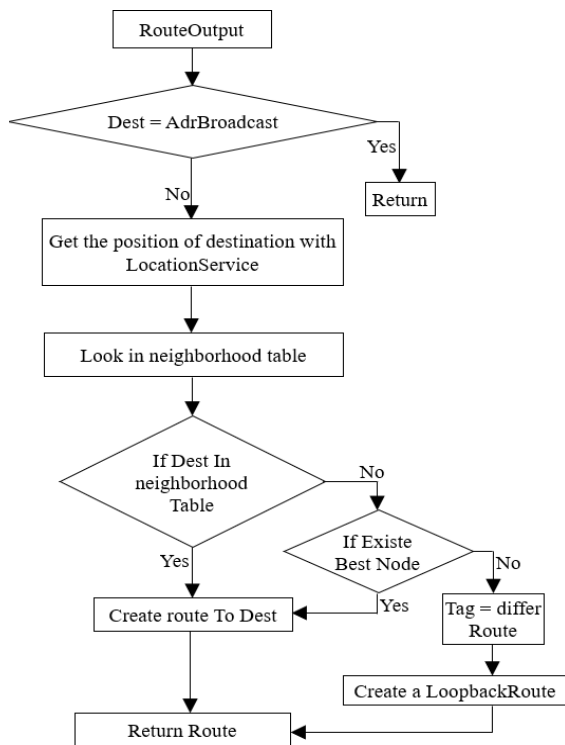 RouteOutput
Dest = AdrBroadcast
Yes
No
Return
Get the position of destination with
LocationService
Look in neighborhood table
If Dest In
neighborhood
Table
No
If Existe
Best Node
Yes
No
Yes
Create route To Dest
Tag = differ
Route
Create a LoopbackRoute
Return Route